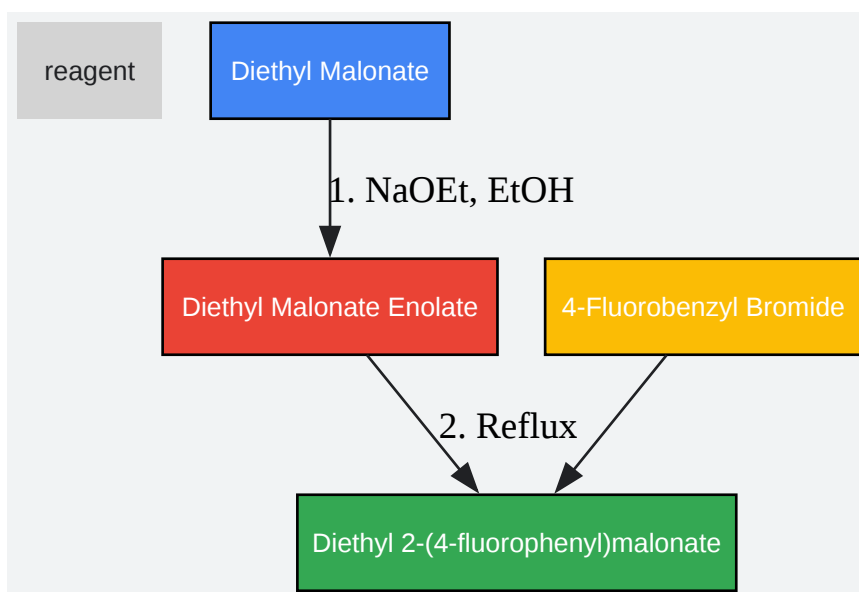 reagent
Diethyl Malonate
1. NaOEt, EtOH
Diethyl Malonate Enolate
4-Fluorobenzyl Bromide
2. Reflux
Diethyl 2-(4-fluorophenyl)malonate